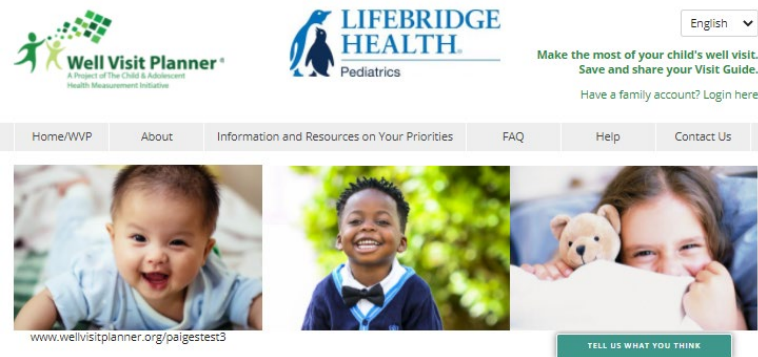 Well Visit Planner®
A Project of The Child & Adolescent
Health Measurement Initiative
LIFEBRIDGE
HEALTH®
Pediatrics
English
Make the most of your child's well visit.
Save and share your Visit Guide.
Have a family account? Login here
Home/WVP About Information and Resources on Your Priorities FAQ Help Contact Us
www.wellvisitplanner.org/paigestest3
TELL US WHAT YOU THINK